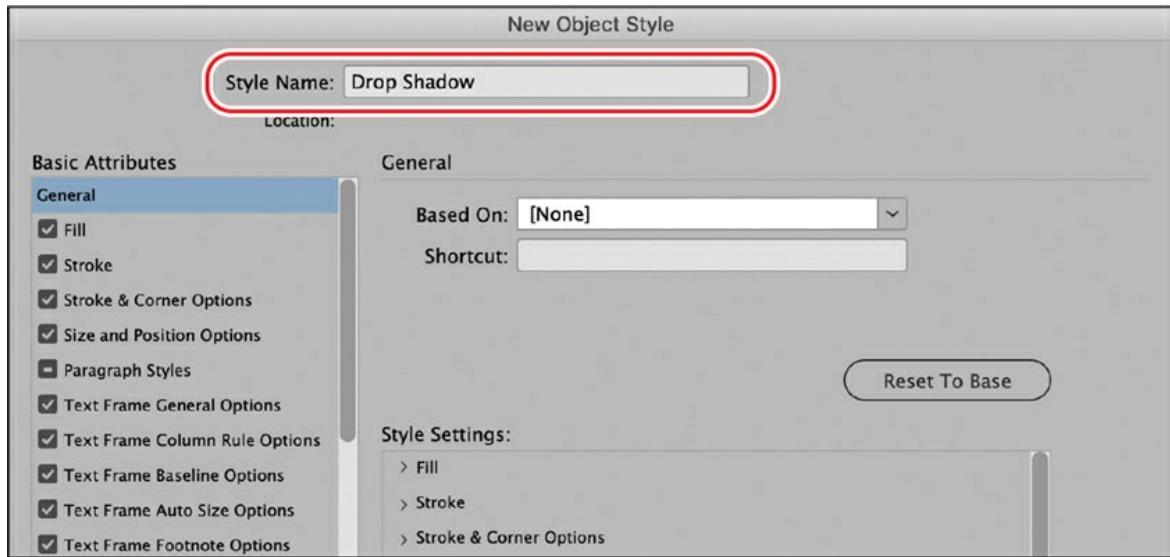 New Object Style
Style Name: Drop Shadow
Location:
Basic Attributes
General
Fill
Stroke
Stroke & Corner Options
Size and Position Options
Paragraph Styles
Text Frame General Options
Text Frame Column Rule Options
Text Frame Baseline Options
Text Frame Auto Size Options
Text Frame Footnote Options
General
Based On: [None]
Shortcut:
Reset To Base
Style Settings:
> Fill
> Stroke
> Stroke & Corner Options